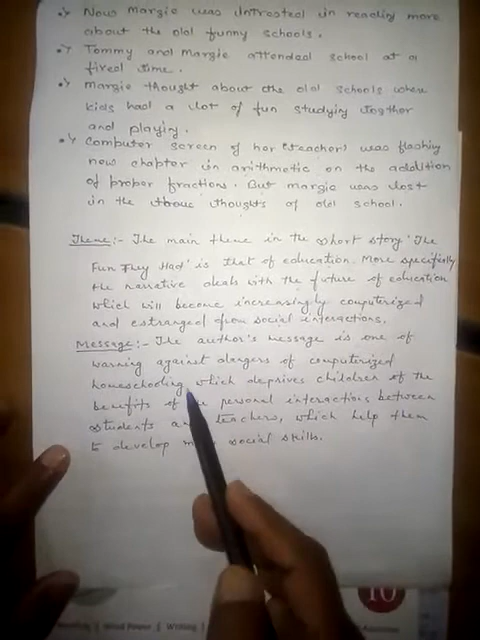 • Now Margie was intrested in reading more
about the old funny schools.
• Tommy and Margie attended school at a
fixed time.
• Margie thought about the old schools when
kids had a lot of fun studying together
and playing.
• Computer screen of her (teacher) was flashing
new chapter in arithmetic on the addition
of proper fractions. But margie was lost
in the thoughts of old school.
Theme:- The main theme in the short story 'The
Fun They Had' is that of education. More specifically
the narrative deals with the future of education
which will become increasingly computerized
and estranged from social interactions.
Message:- The author's message is one of
warning against dangers of computerized
homeschooling which deprives children of the
benefits of personal interactions between
students teachers, which help them
to develop social skills.
10
Mind Power | Writing |